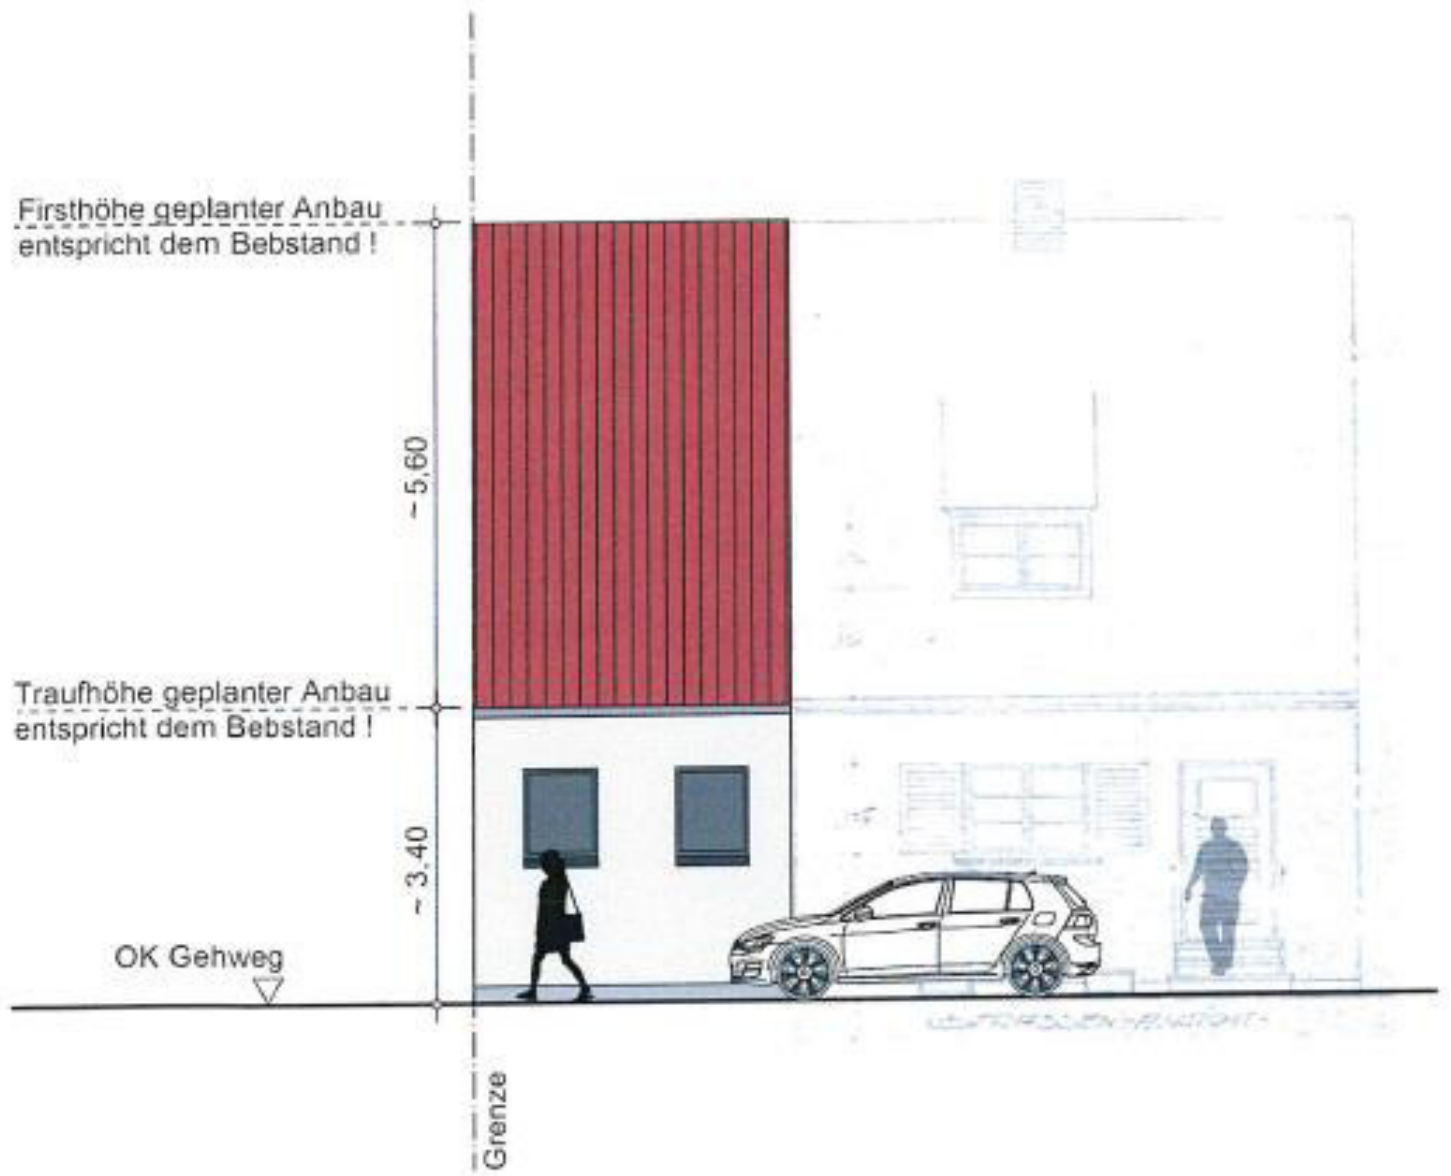 Firsthöhe geplanter Anbau
entspricht dem Bebstand !
~ 5,60
Traufhöhe geplanter Anbau
entspricht dem Bebstand !
~ 3.40
OK Gehweg
Grenze